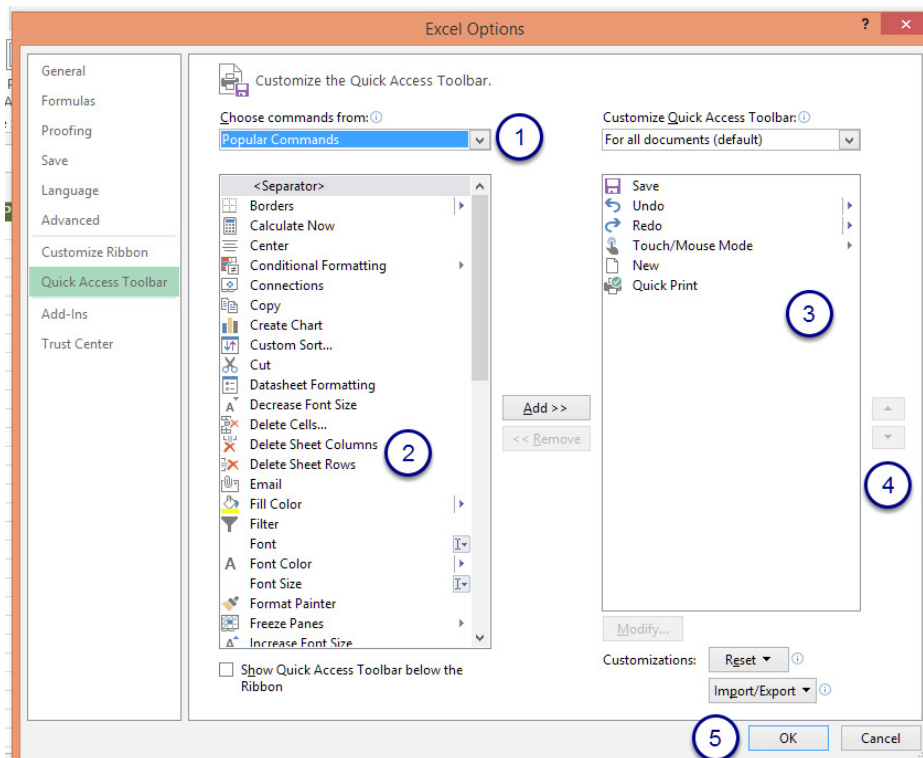 Excel Options
?
×
General
Formulas
Proofing
Save
Language
Advanced
Customize Ribbon
Quick Access Toolbar
Add-Ins
Trust Center
Customize the Quick Access Toolbar.
Choose commands from:
Popular Commands
1
<Separator>
Borders
Calculate Now
Center
Conditional Formatting
Connections
Copy
Create Chart
Custom Sort...
Cut
Datasheet Formatting
Decrease Font Size
Delete Cells...
Delete Sheet Columns
Delete Sheet Rows
2
Email
Fill Color
Filter
Font
Font Color
Font Size
Format Painter
Freeze Panes
Increase Font Size
Show Quick Access Toolbar below the
Ribbon
Add >>
<< Remove
Customize Quick Access Toolbar:
For all documents (default)
Save
Undo
Redo
Touch/Mouse Mode
New
Quick Print
3
4
Modify...
Customizations:
Reset
Import/Export
5
OK
Cancel